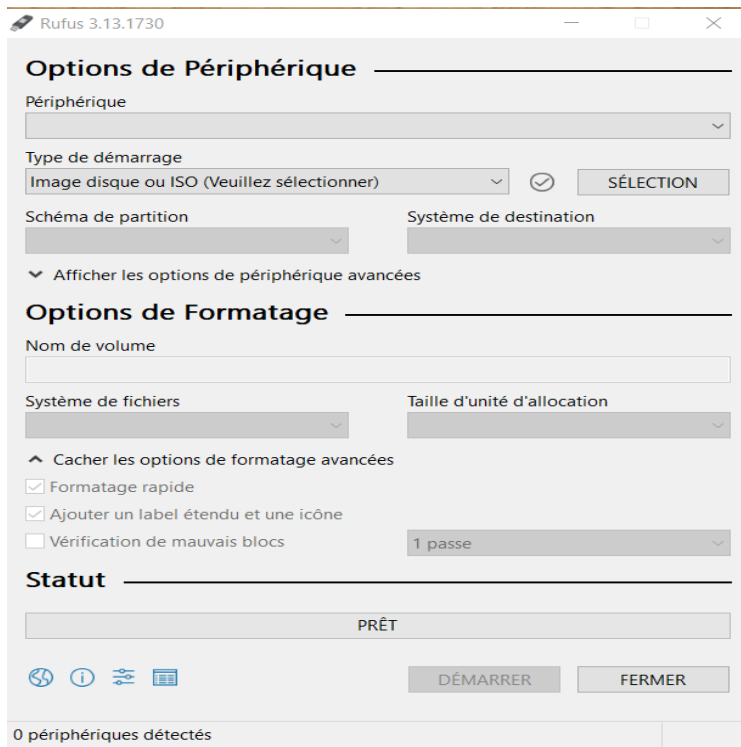 Rufus 3.13.1730
Options de Périphérique
Périphérique
Type de démarrage
Image disque ou ISO (Veuillez sélectionner)
SÉLECTION
Schéma de partition
Système de destination
Afficher les options de périphérique avancées
Options de Formatage
Nom de volume
Système de fichiers
Taille d'unité d'allocation
Cacher les options de formatage avancées
Formatage rapide
Ajouter un label étendu et une icône
Vérification de mauvais blocs
1 passe
Statut
PRÊT
DÉMARRER
FERMER
0 périphériques détectés